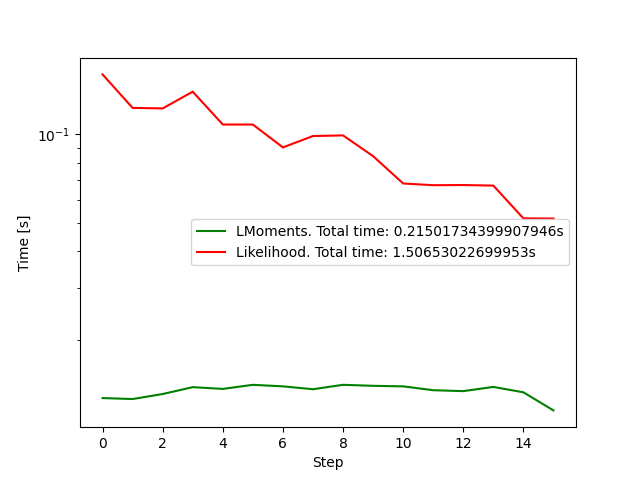 10⁻¹
Time [s]
LMoments. Total time: 0.21501734399907946s
Likelihood. Total time: 1.50653022699953s
0 2 4 6 8 10 12 14
Step